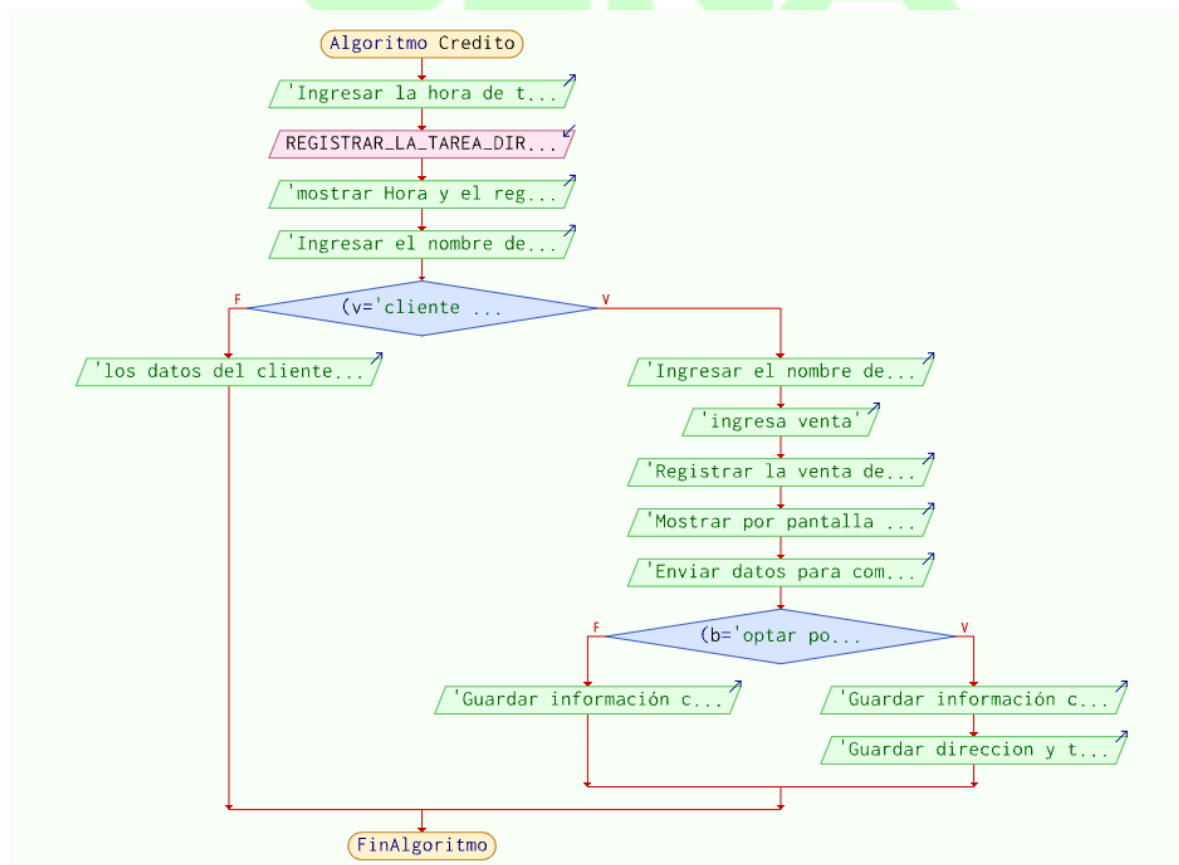 SENA
Algoritmo Credito
'Ingresar la hora de t...
REGISTRAR_LA_TAREA_DIR...
'mostrar Hora y el reg...
'Ingresar el nombre de...
F
(v='cliente ...
V
'los datos del cliente...
'Ingresar el nombre de...
'ingresa venta'
'Registrar la venta de...
'Mostrar por pantalla ...
'Enviar datos para com...
F
(b='optar po...
V
'Guardar información c...
'Guardar información c...
'Guardar direccion y t...
FinAlgoritmo